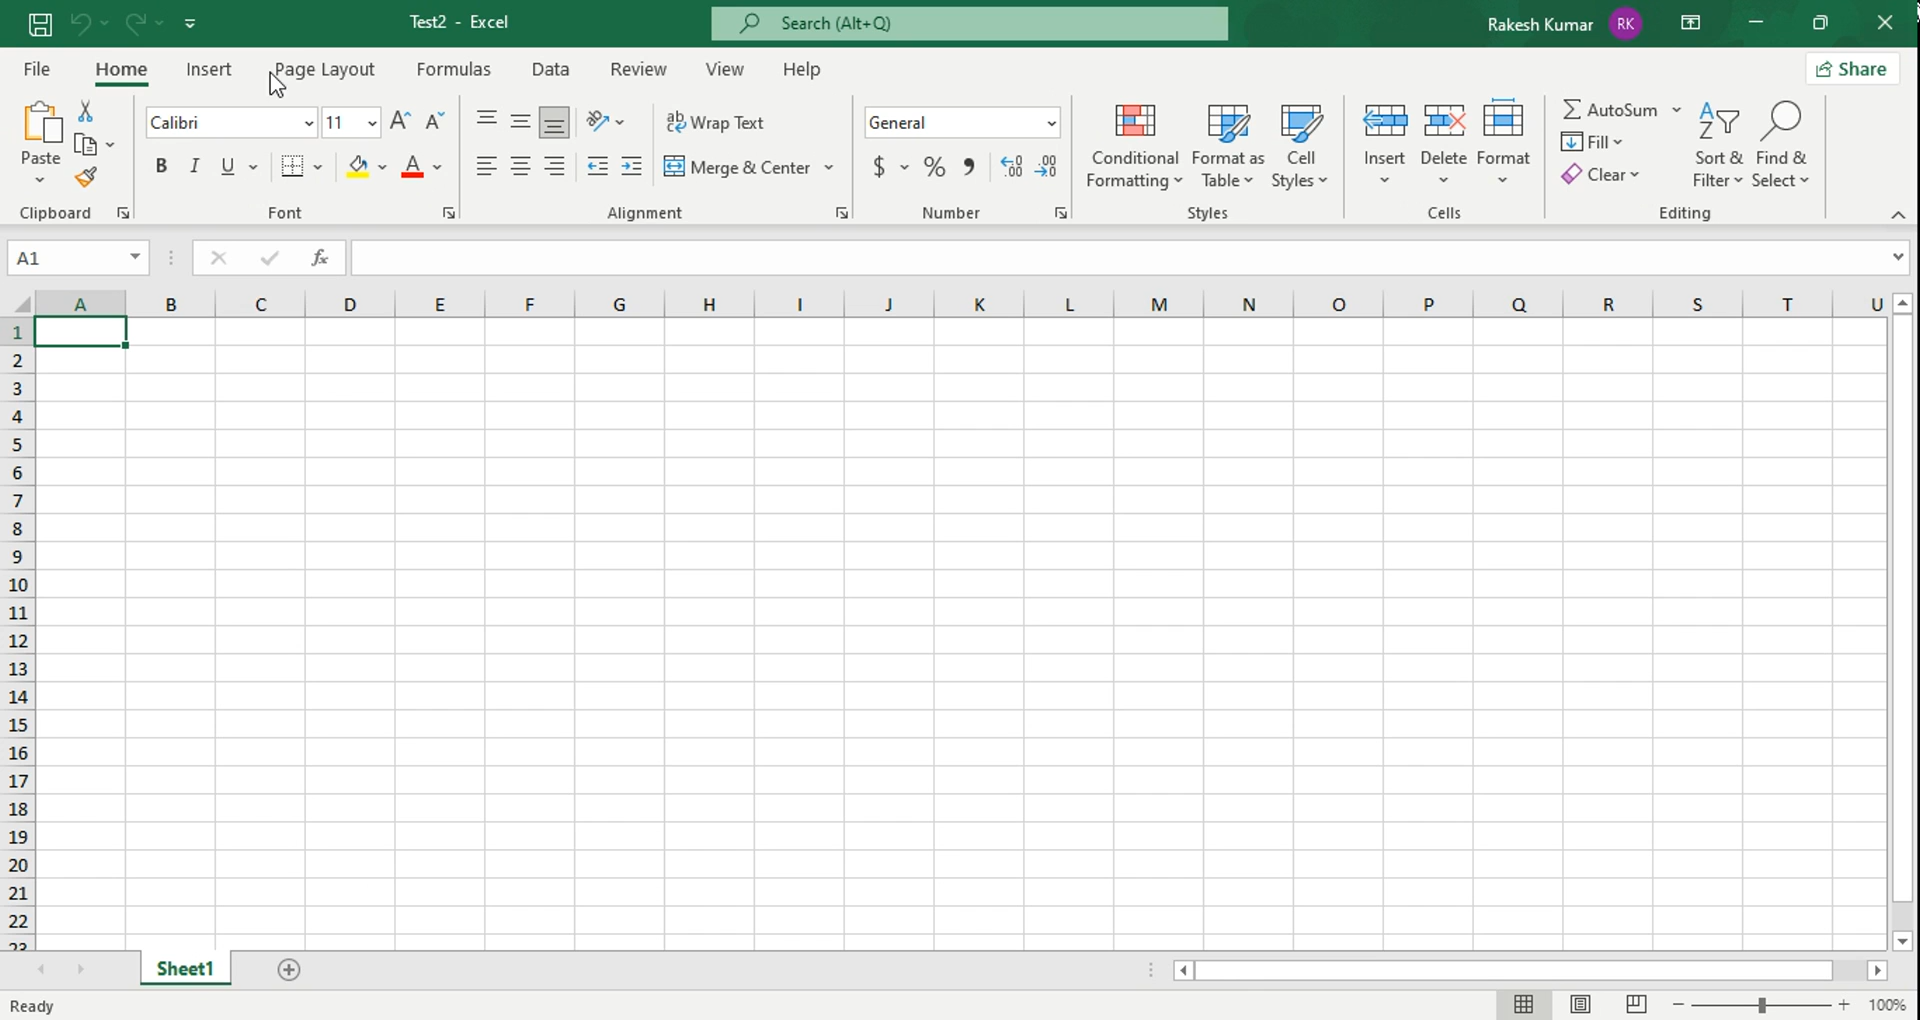 Test2 - Excel
Search (Alt+Q)
Rakesh Kumar RK
File Home Insert Page Layout Formulas Data Review View Help Share
Calibri 11 Wrap Text General AutoSum
Paste B I U Merge & Center $ % Conditional Formatting Format as Table Cell Styles Insert Delete Format Fill Clear Sort & Filter Find & Select
Clipboard Font Alignment Number Styles Cells Editing
A1 fx
A B C D E F G H I J K L M N O P Q R S T U
1
2
3
4
5
6
7
8
9
10
11
12
13
14
15
16
17
18
19
20
21
22
23
Sheet1
Ready 100%